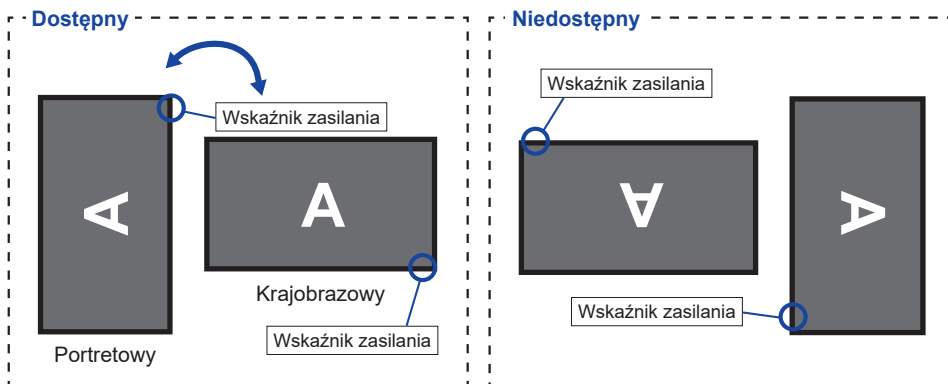 Dostępny
Wskaźnik zasilania
A
A
Krajobrazowy
Wskaźnik zasilania
Portretowy
Niedostępny
Wskaźnik zasilania
A
A
Wskaźnik zasilania